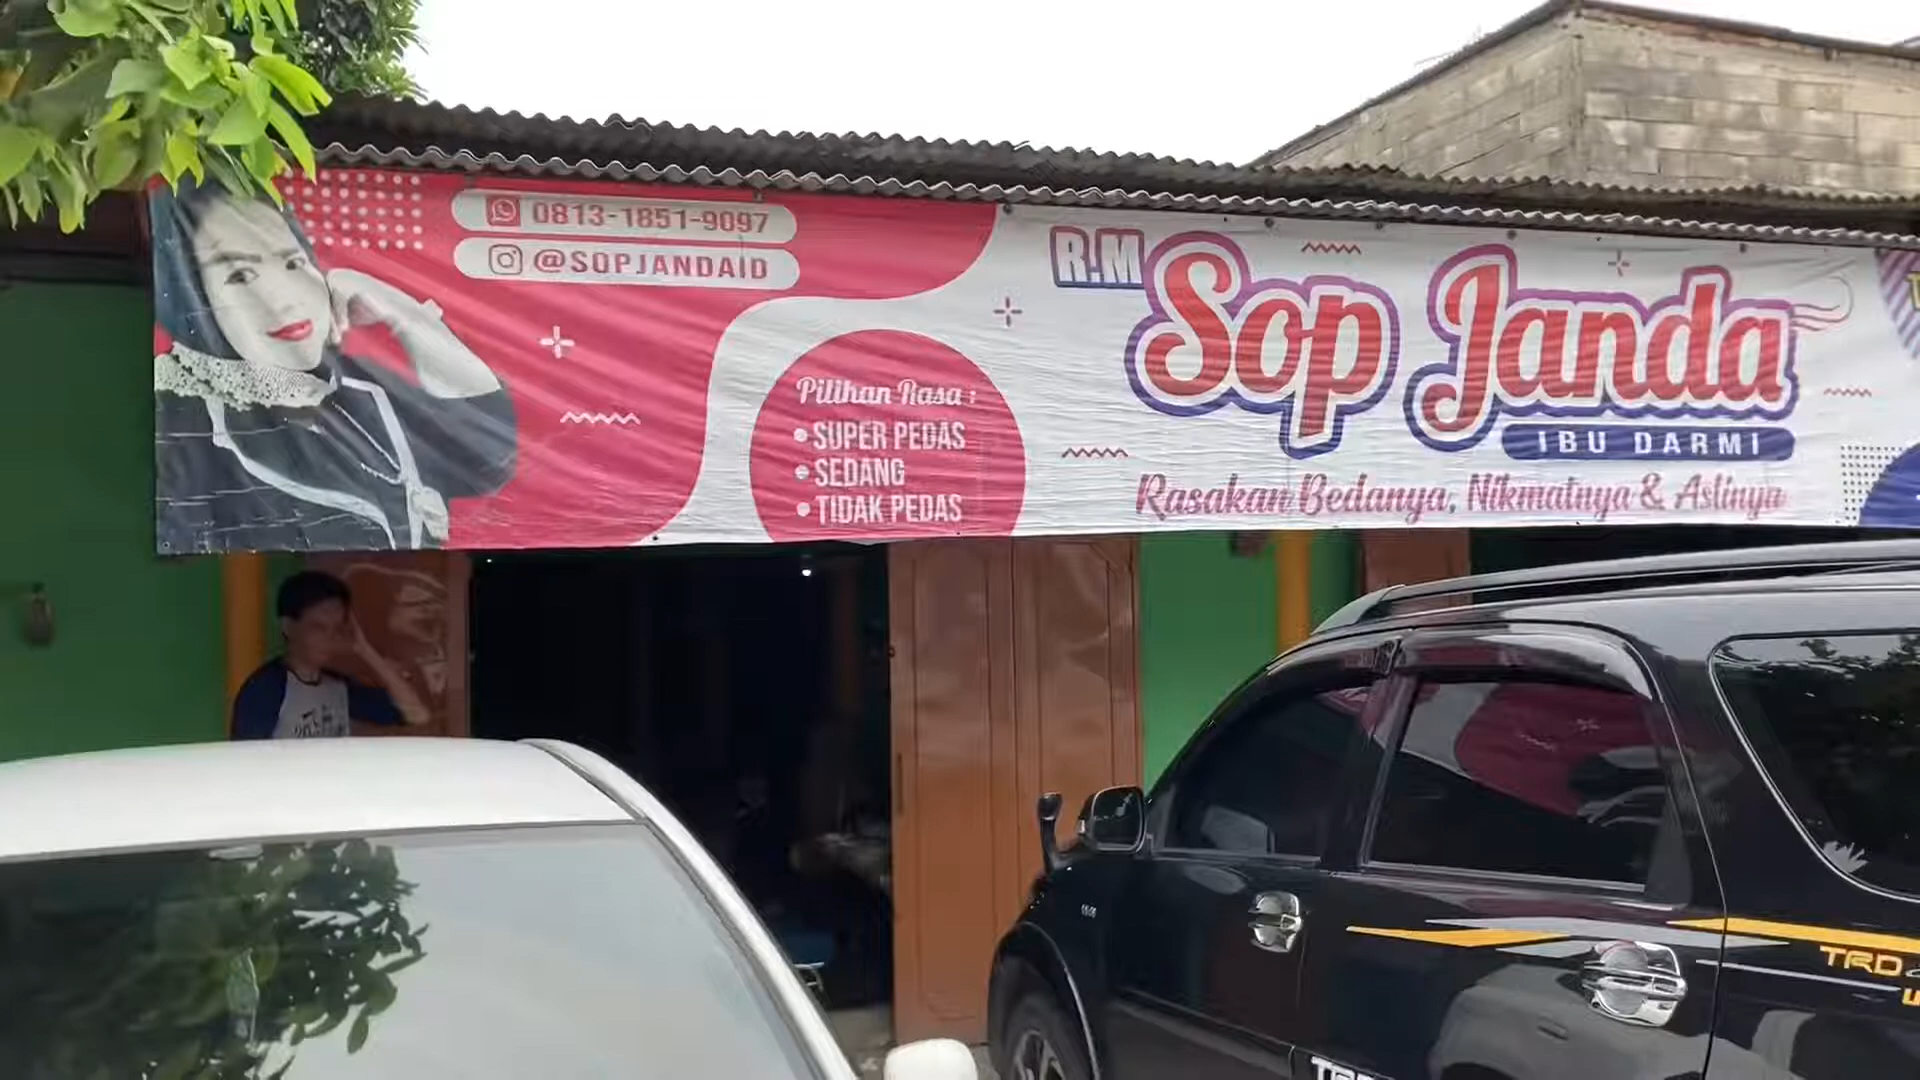 0813-1851-9097
@SOPJANDAID
Pilihan Rasa :
• SUPER PEDAS
• SEDANG
• TIDAK PEDAS
R.M
Sop Janda
IBU DARMI
Rasakan Bedanya, Nikmatnya & Aslinya
TRD